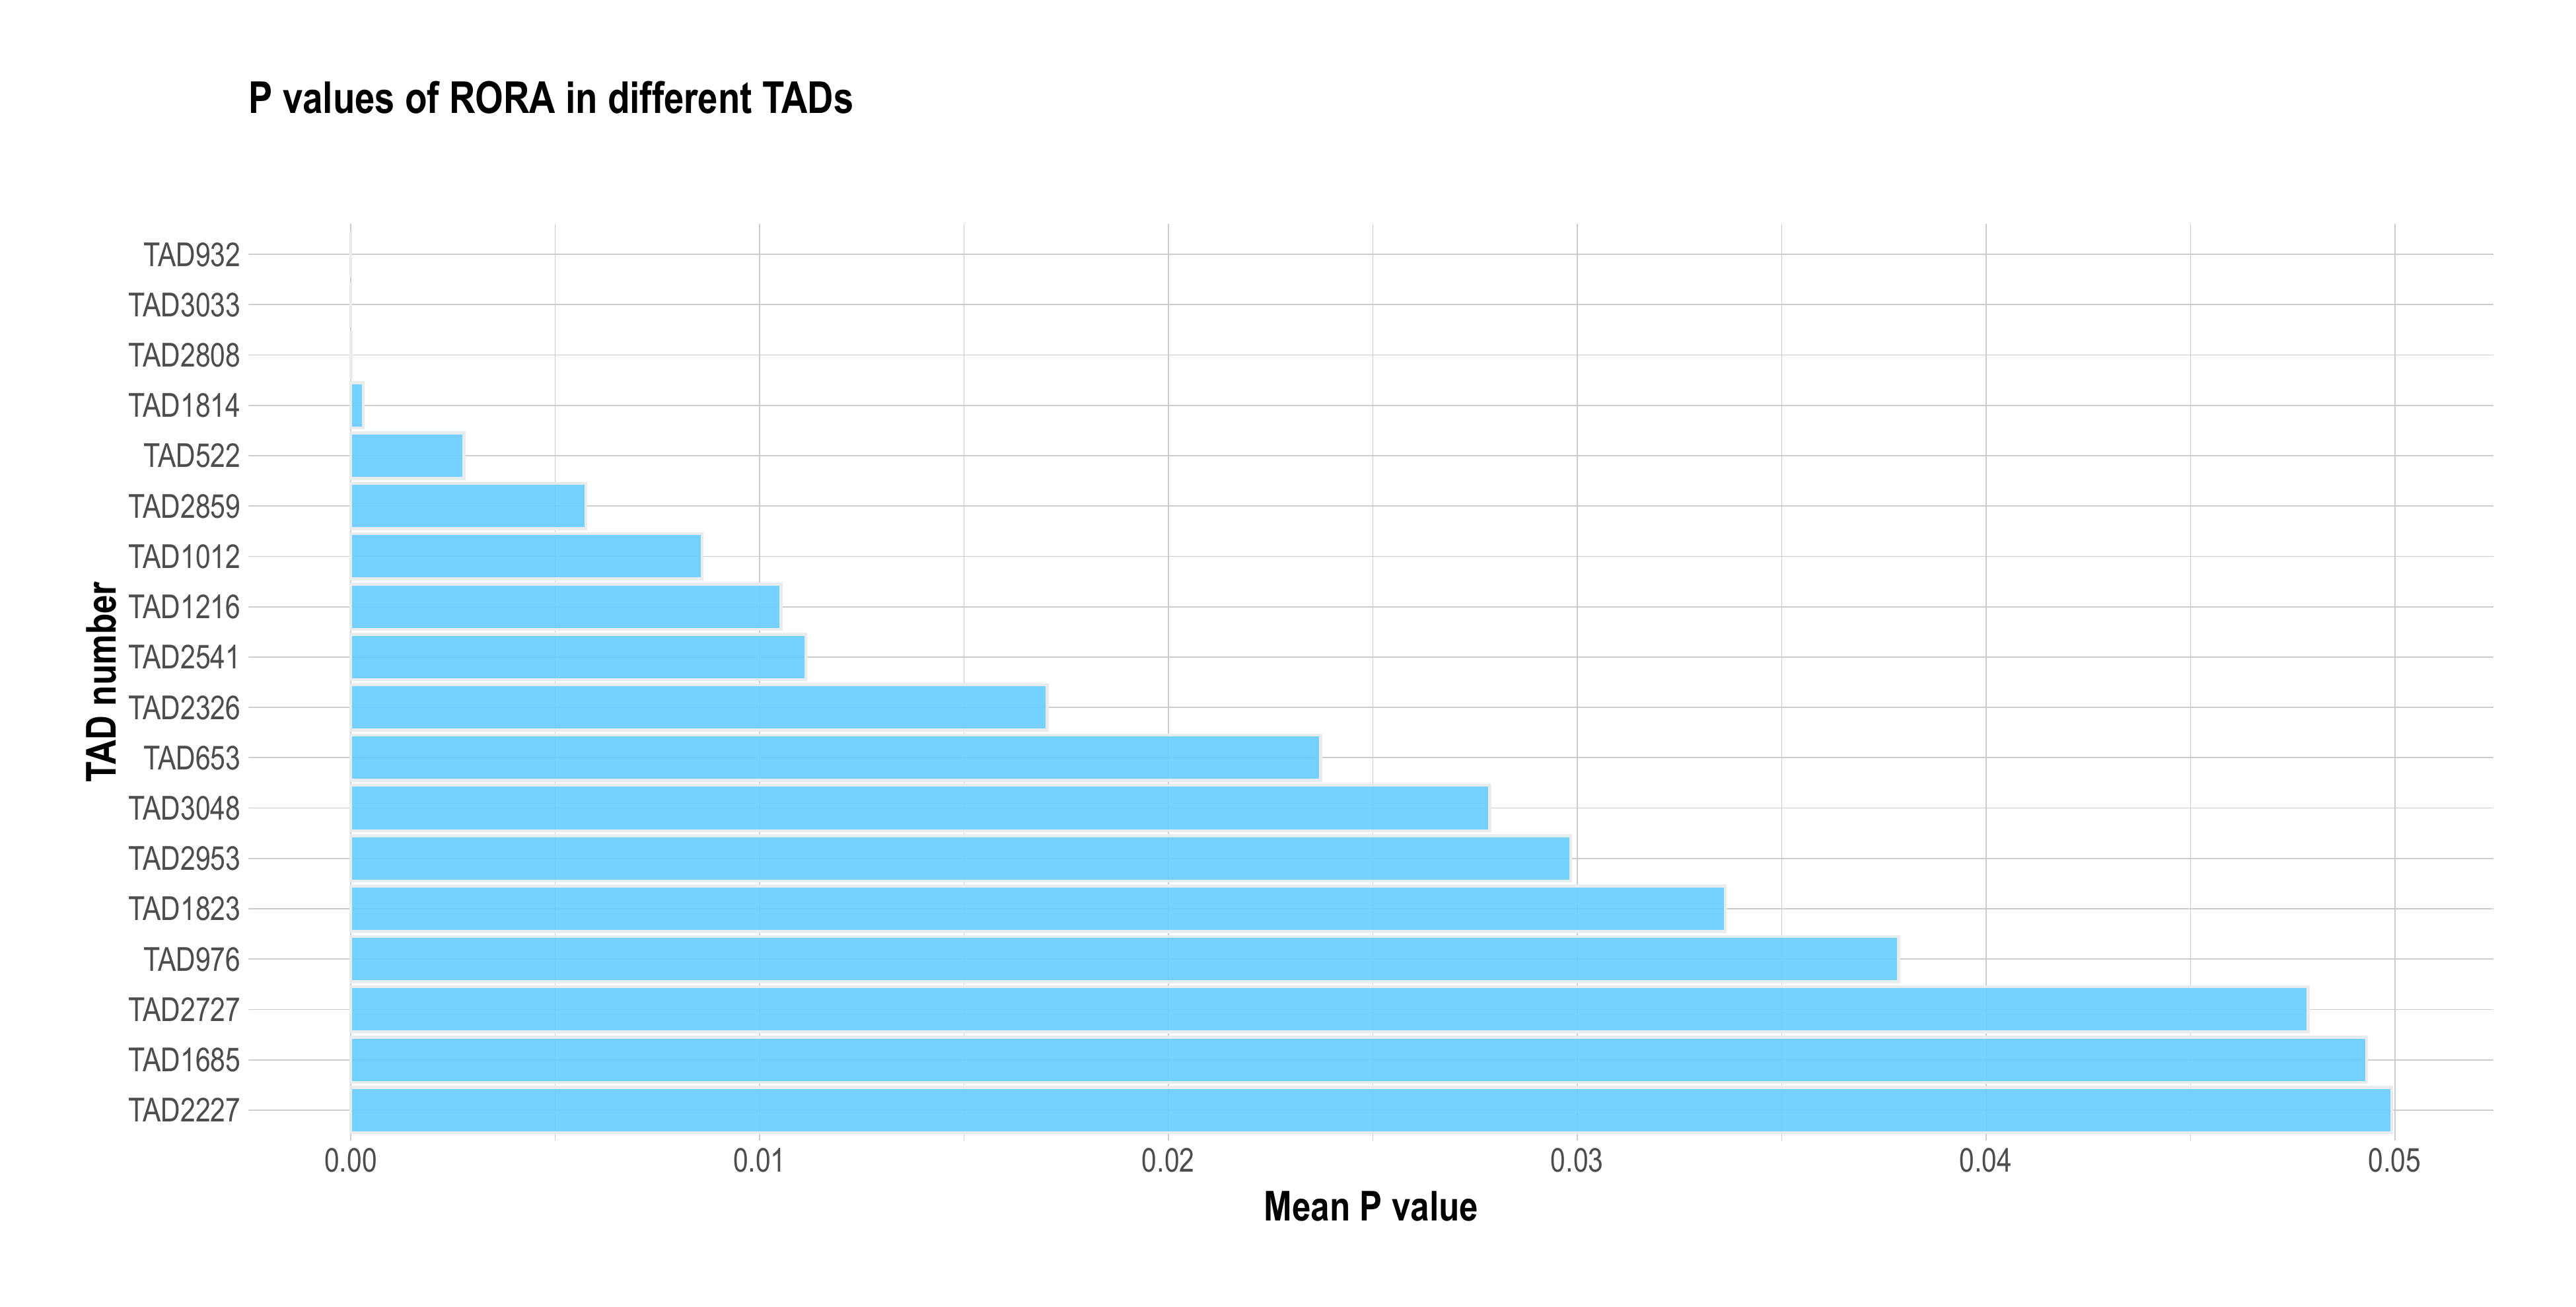 P values of RORA in different TADs
TAD number
TAD932
TAD3033
TAD2808
TAD1814
TAD522
TAD2859
TAD1012
TAD1216
TAD2541
TAD2326
TAD653
TAD3048
TAD2953
TAD1823
TAD976
TAD2727
TAD1685
TAD2227
0.00 0.01 0.02 0.03 0.04 0.05
Mean P value